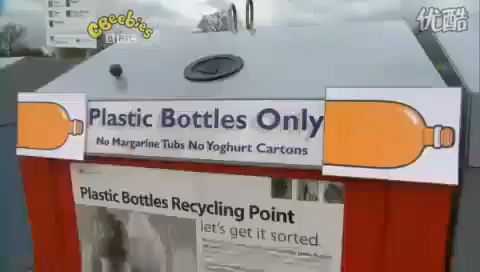 CBeebies
BBC
优酷
Plastic Bottles Only
No Margarine Tubs No Yoghurt Cartons
Plastic Bottles Recycling Point
let's get it sorted.